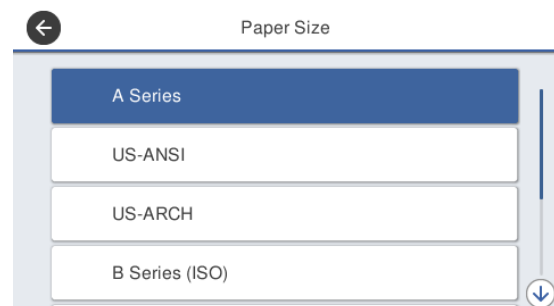 Paper Size
A Series
US-ANSI
US-ARCH
B Series (ISO)